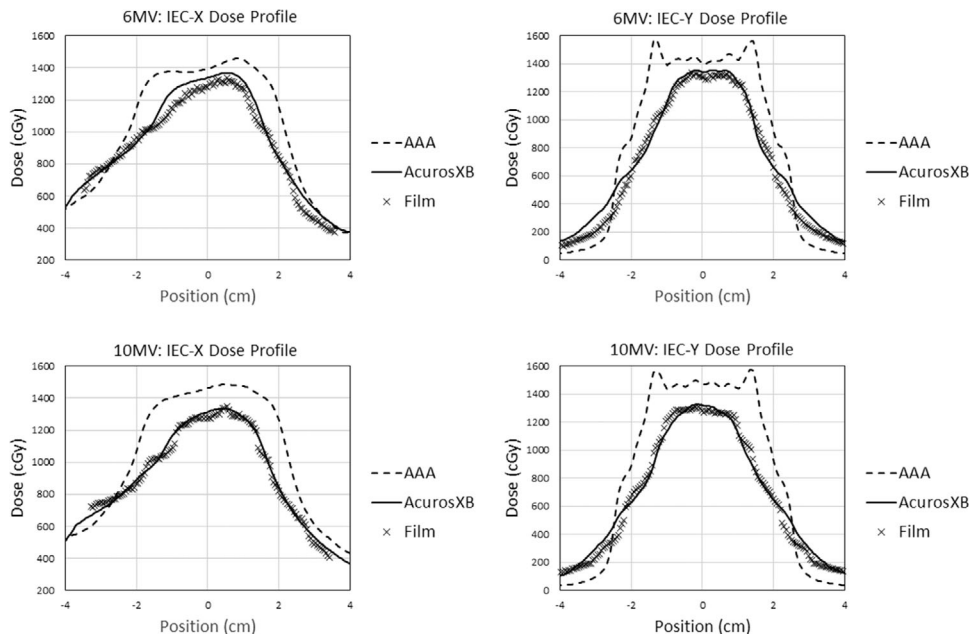 6MV: IEC-X Dose Profile
1600
1400
1200
1000
800
600
400
200
-4 -2 0 2 4
Dose (cGy)
Position (cm)
AAA
AcurosXB
Film
6MV: IEC-Y Dose Profile
1600
1400
1200
1000
800
600
400
200
0
-4 -2 0 2 4
Dose (cGy)
Position (cm)
AAA
AcurosXB
Film
10MV: IEC-X Dose Profile
1600
1400
1200
1000
800
600
400
200
-4 -2 0 2 4
Dose (cGy)
Position (cm)
AAA
AcurosXB
Film
10MV: IEC-Y Dose Profile
1600
1400
1200
1000
800
600
400
200
0
-4 -2 0 2 4
Dose (cGy)
Position (cm)
AAA
AcurosXB
Film